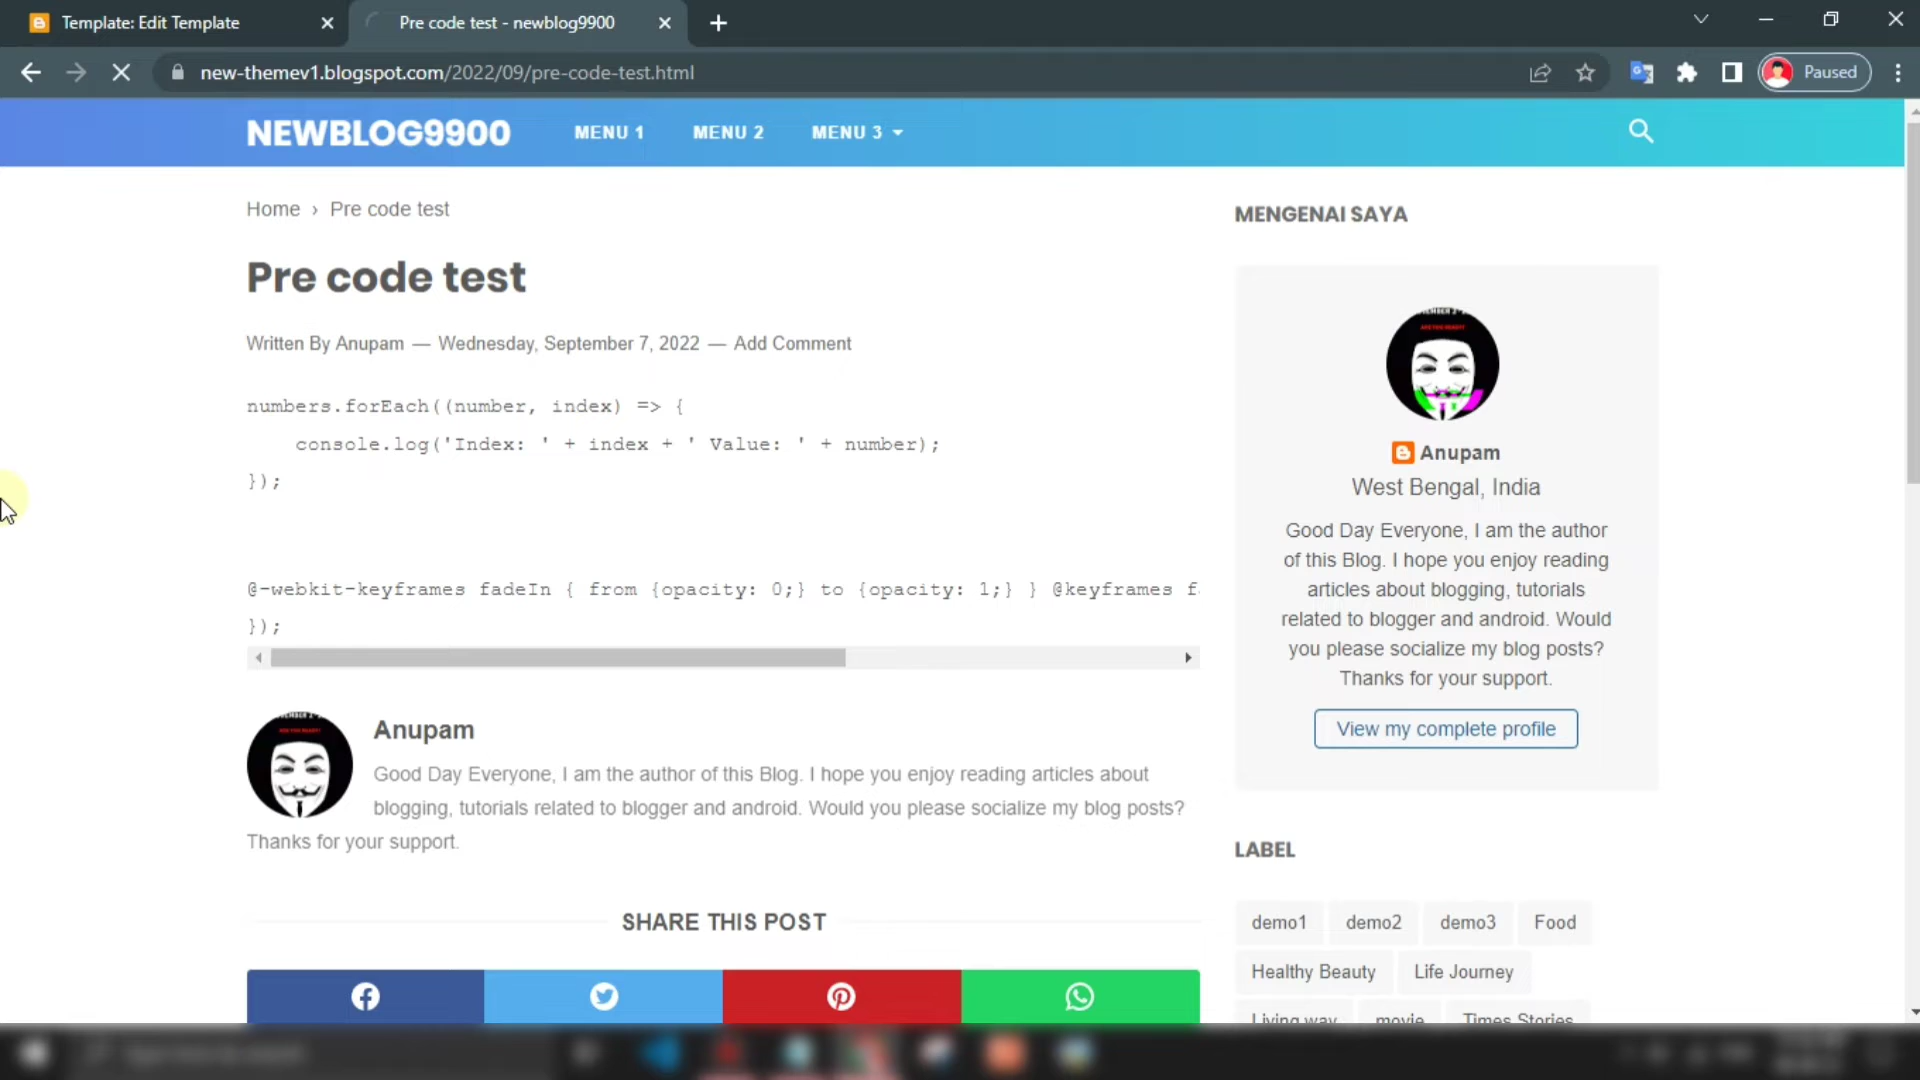 Template: Edit Template
Pre code test - newblog9900
new-themev1.blogspot.com/2022/09/pre-code-test.html
Paused
NEWBLOG9900
MENU 1
MENU 2
MENU 3
Home › Pre code test
Pre code test
Written By Anupam — Wednesday, September 7, 2022 — Add Comment
numbers.forEach((number, index) => {
    console.log('Index: ' + index + ' Value: ' + number);
});
@-webkit-keyframes fadeIn { from {opacity: 0;} to {opacity: 1;} } @keyframes
});
Anupam
Good Day Everyone, I am the author of this Blog. I hope you enjoy reading articles about
blogging, tutorials related to blogger and android. Would you please socialize my blog posts?
Thanks for your support.
SHARE THIS POST
MENGENAI SAYA
Anupam
West Bengal, India
Good Day Everyone, I am the author
of this Blog. I hope you enjoy reading
articles about blogging, tutorials
related to blogger and android. Would
you please socialize my blog posts?
Thanks for your support.
View my complete profile
LABEL
demo1
demo2
demo3
Food
Healthy Beauty
Life Journey
Living way
movie
Times Stories